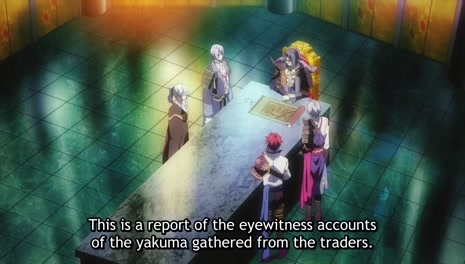 This is a report of the eyewitness accounts
of the yakuma gathered from the traders.